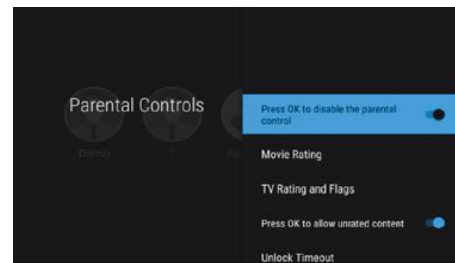 Parental Controls
Press OK to disable the parental
control
Demo
Movie Rating
TV Rating and Flags
Press OK to allow unrated content
Unlock Timeout